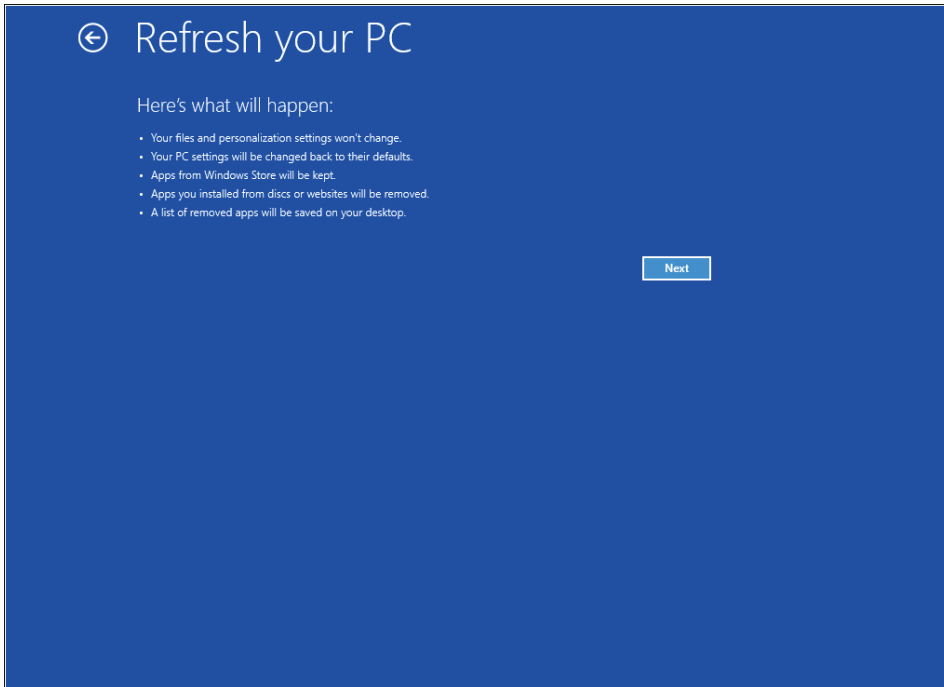 Refresh your PC
Here's what will happen:
• Your files and personalization settings won't change.
• Your PC settings will be changed back to their defaults.
• Apps from Windows Store will be kept.
• Apps you installed from discs or websites will be removed.
• A list of removed apps will be saved on your desktop.
Next